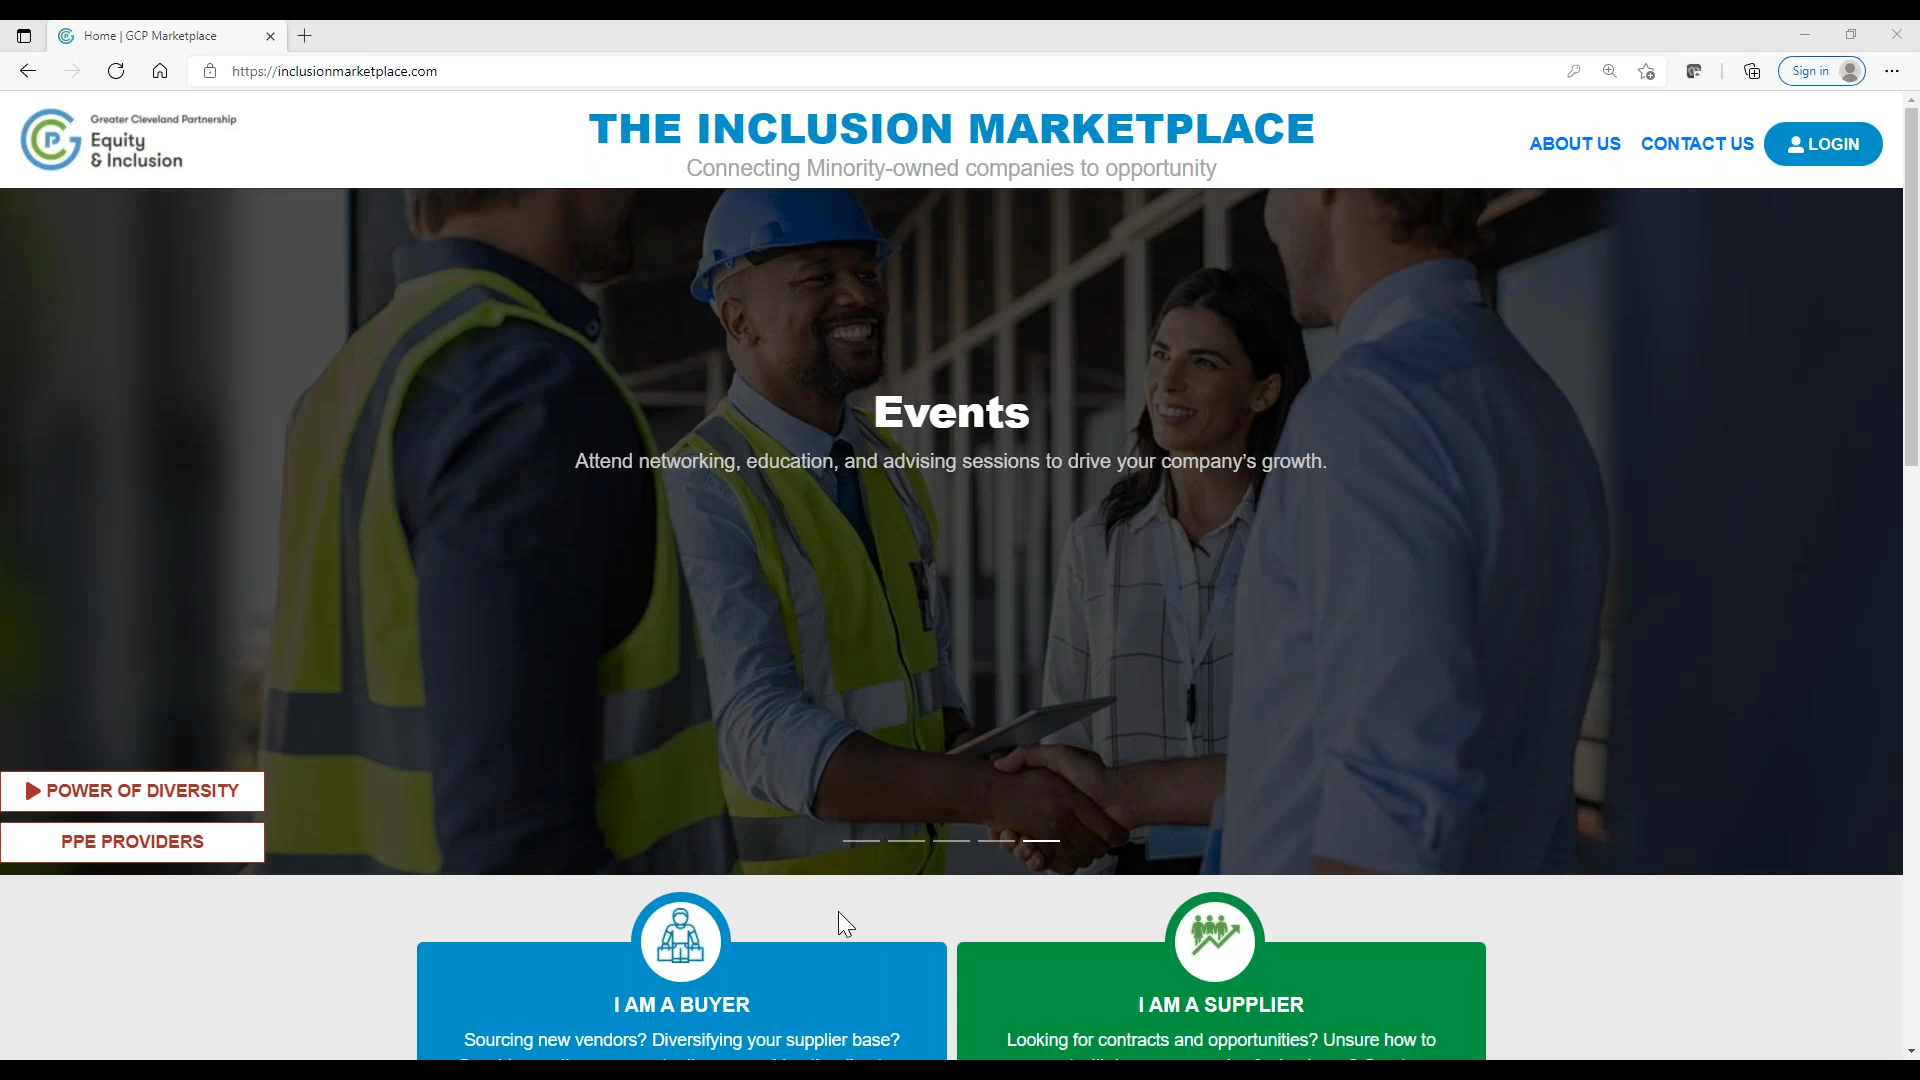 Home | GCP Marketplace
https://inclusionmarketplace.com
Sign in
Greater Cleveland Partnership
Equity
& Inclusion
THE INCLUSION MARKETPLACE
Connecting Minority-owned companies to opportunity
ABOUT US
CONTACT US
LOGIN
Events
Attend networking, education, and advising sessions to drive your company's growth.
POWER OF DIVERSITY
PPE PROVIDERS
I AM A BUYER
Sourcing new vendors? Diversifying your supplier base?
I AM A SUPPLIER
Looking for contracts and opportunities? Unsure how to